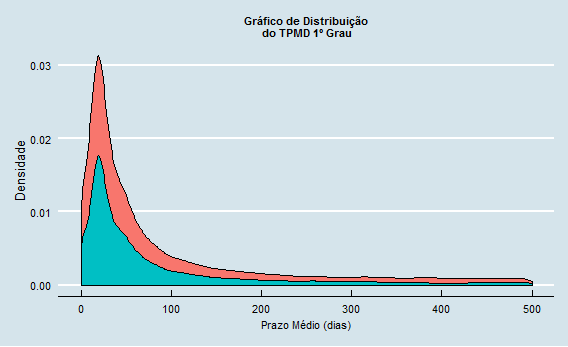 Gráfico de Distribuição
do TPMD 1º Grau
Densidade
0.03
0.02
0.01
0.00
0 100 200 300 400 500
Prazo Médio (dias)